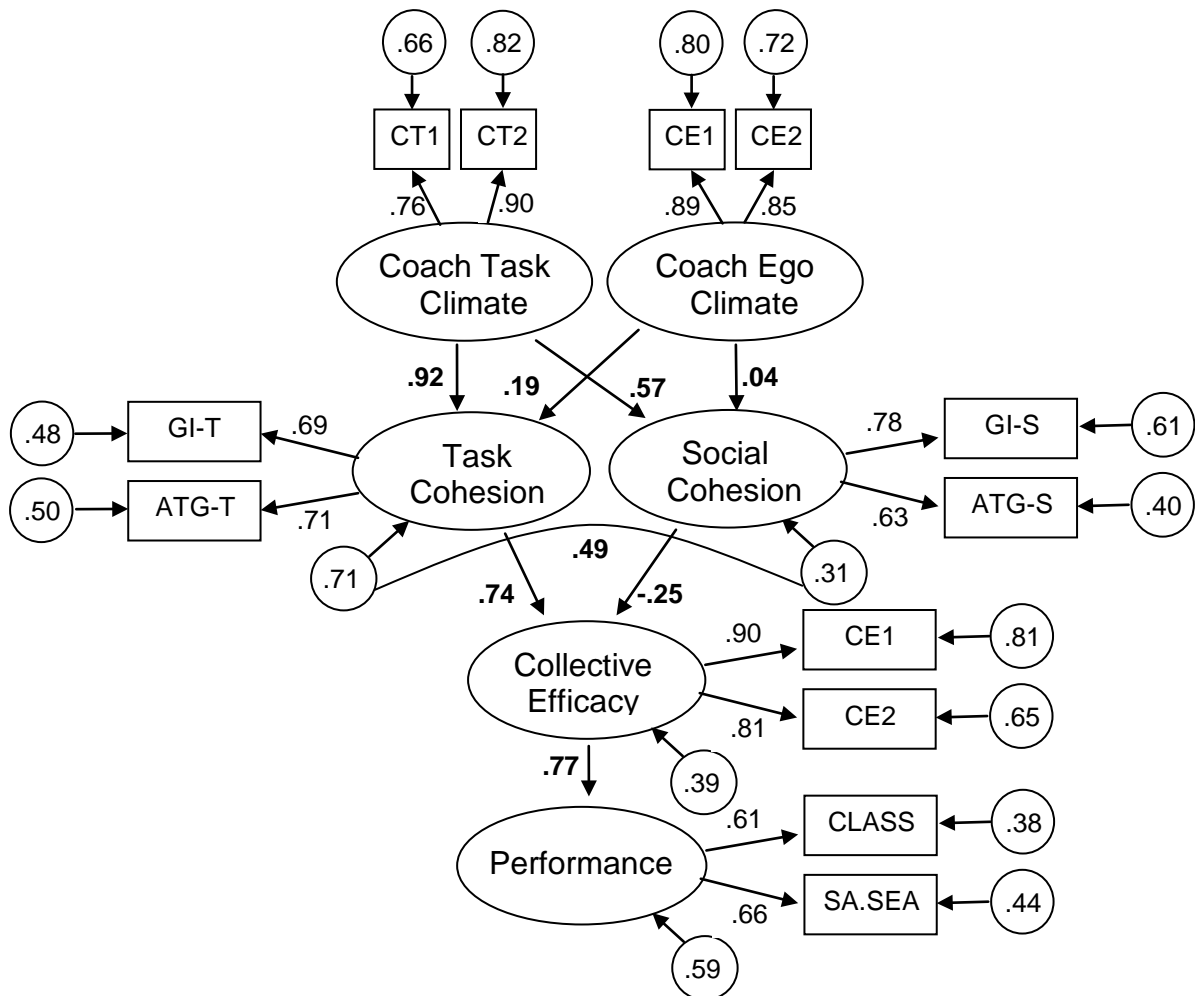 .66 .82 .80 .72
CT1 CT2 CE1 CE2
.76 .90 .89 .85
Coach Task
Climate
Coach Ego
Climate
.92 .19 .57 .04
.48 GI-T .69
.50 ATG-T .71
Task
Cohesion
Social
Cohesion
.78 GI-S .61
.63 ATG-S .40
.71 .49 .31
.74 -.25
Collective
Efficacy
.90 CE1 .81
.81 CE2 .65
.77 .39
Performance
.61 CLASS .38
.66 SA.SEA .44
.59